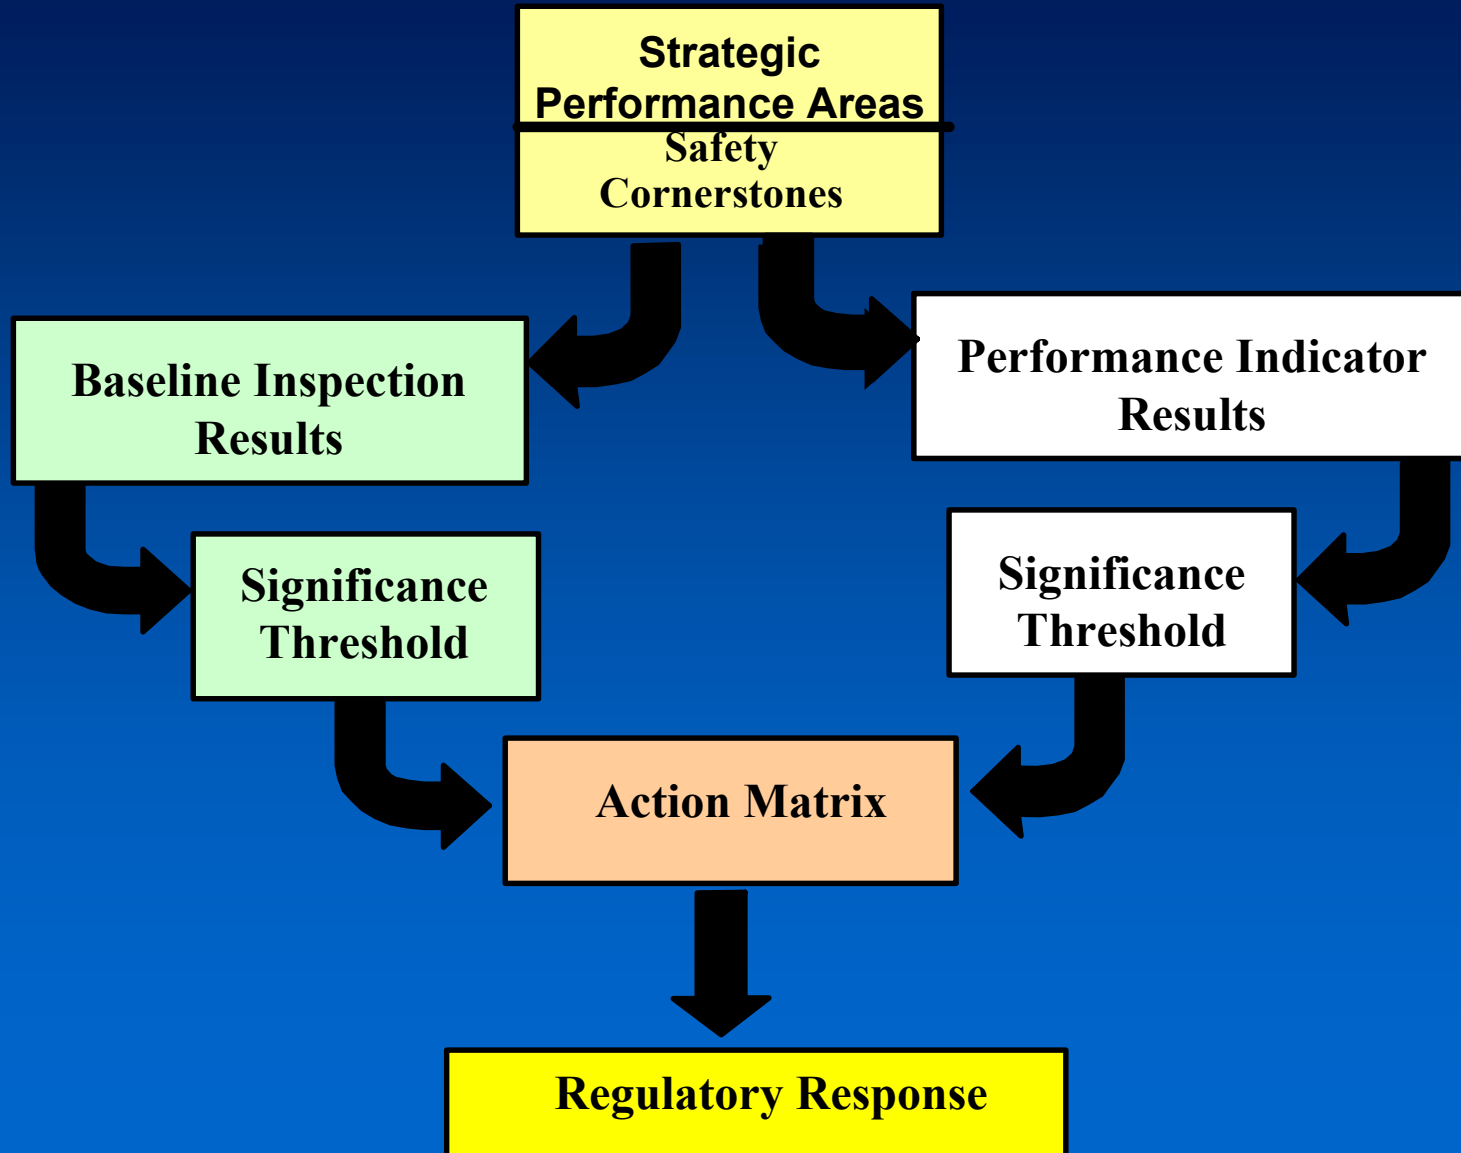 Strategic
Performance Areas
Safety
Cornerstones
Baseline Inspection
Results
Performance Indicator
Results
Significance
Threshold
Significance
Threshold
Action Matrix
Regulatory Response